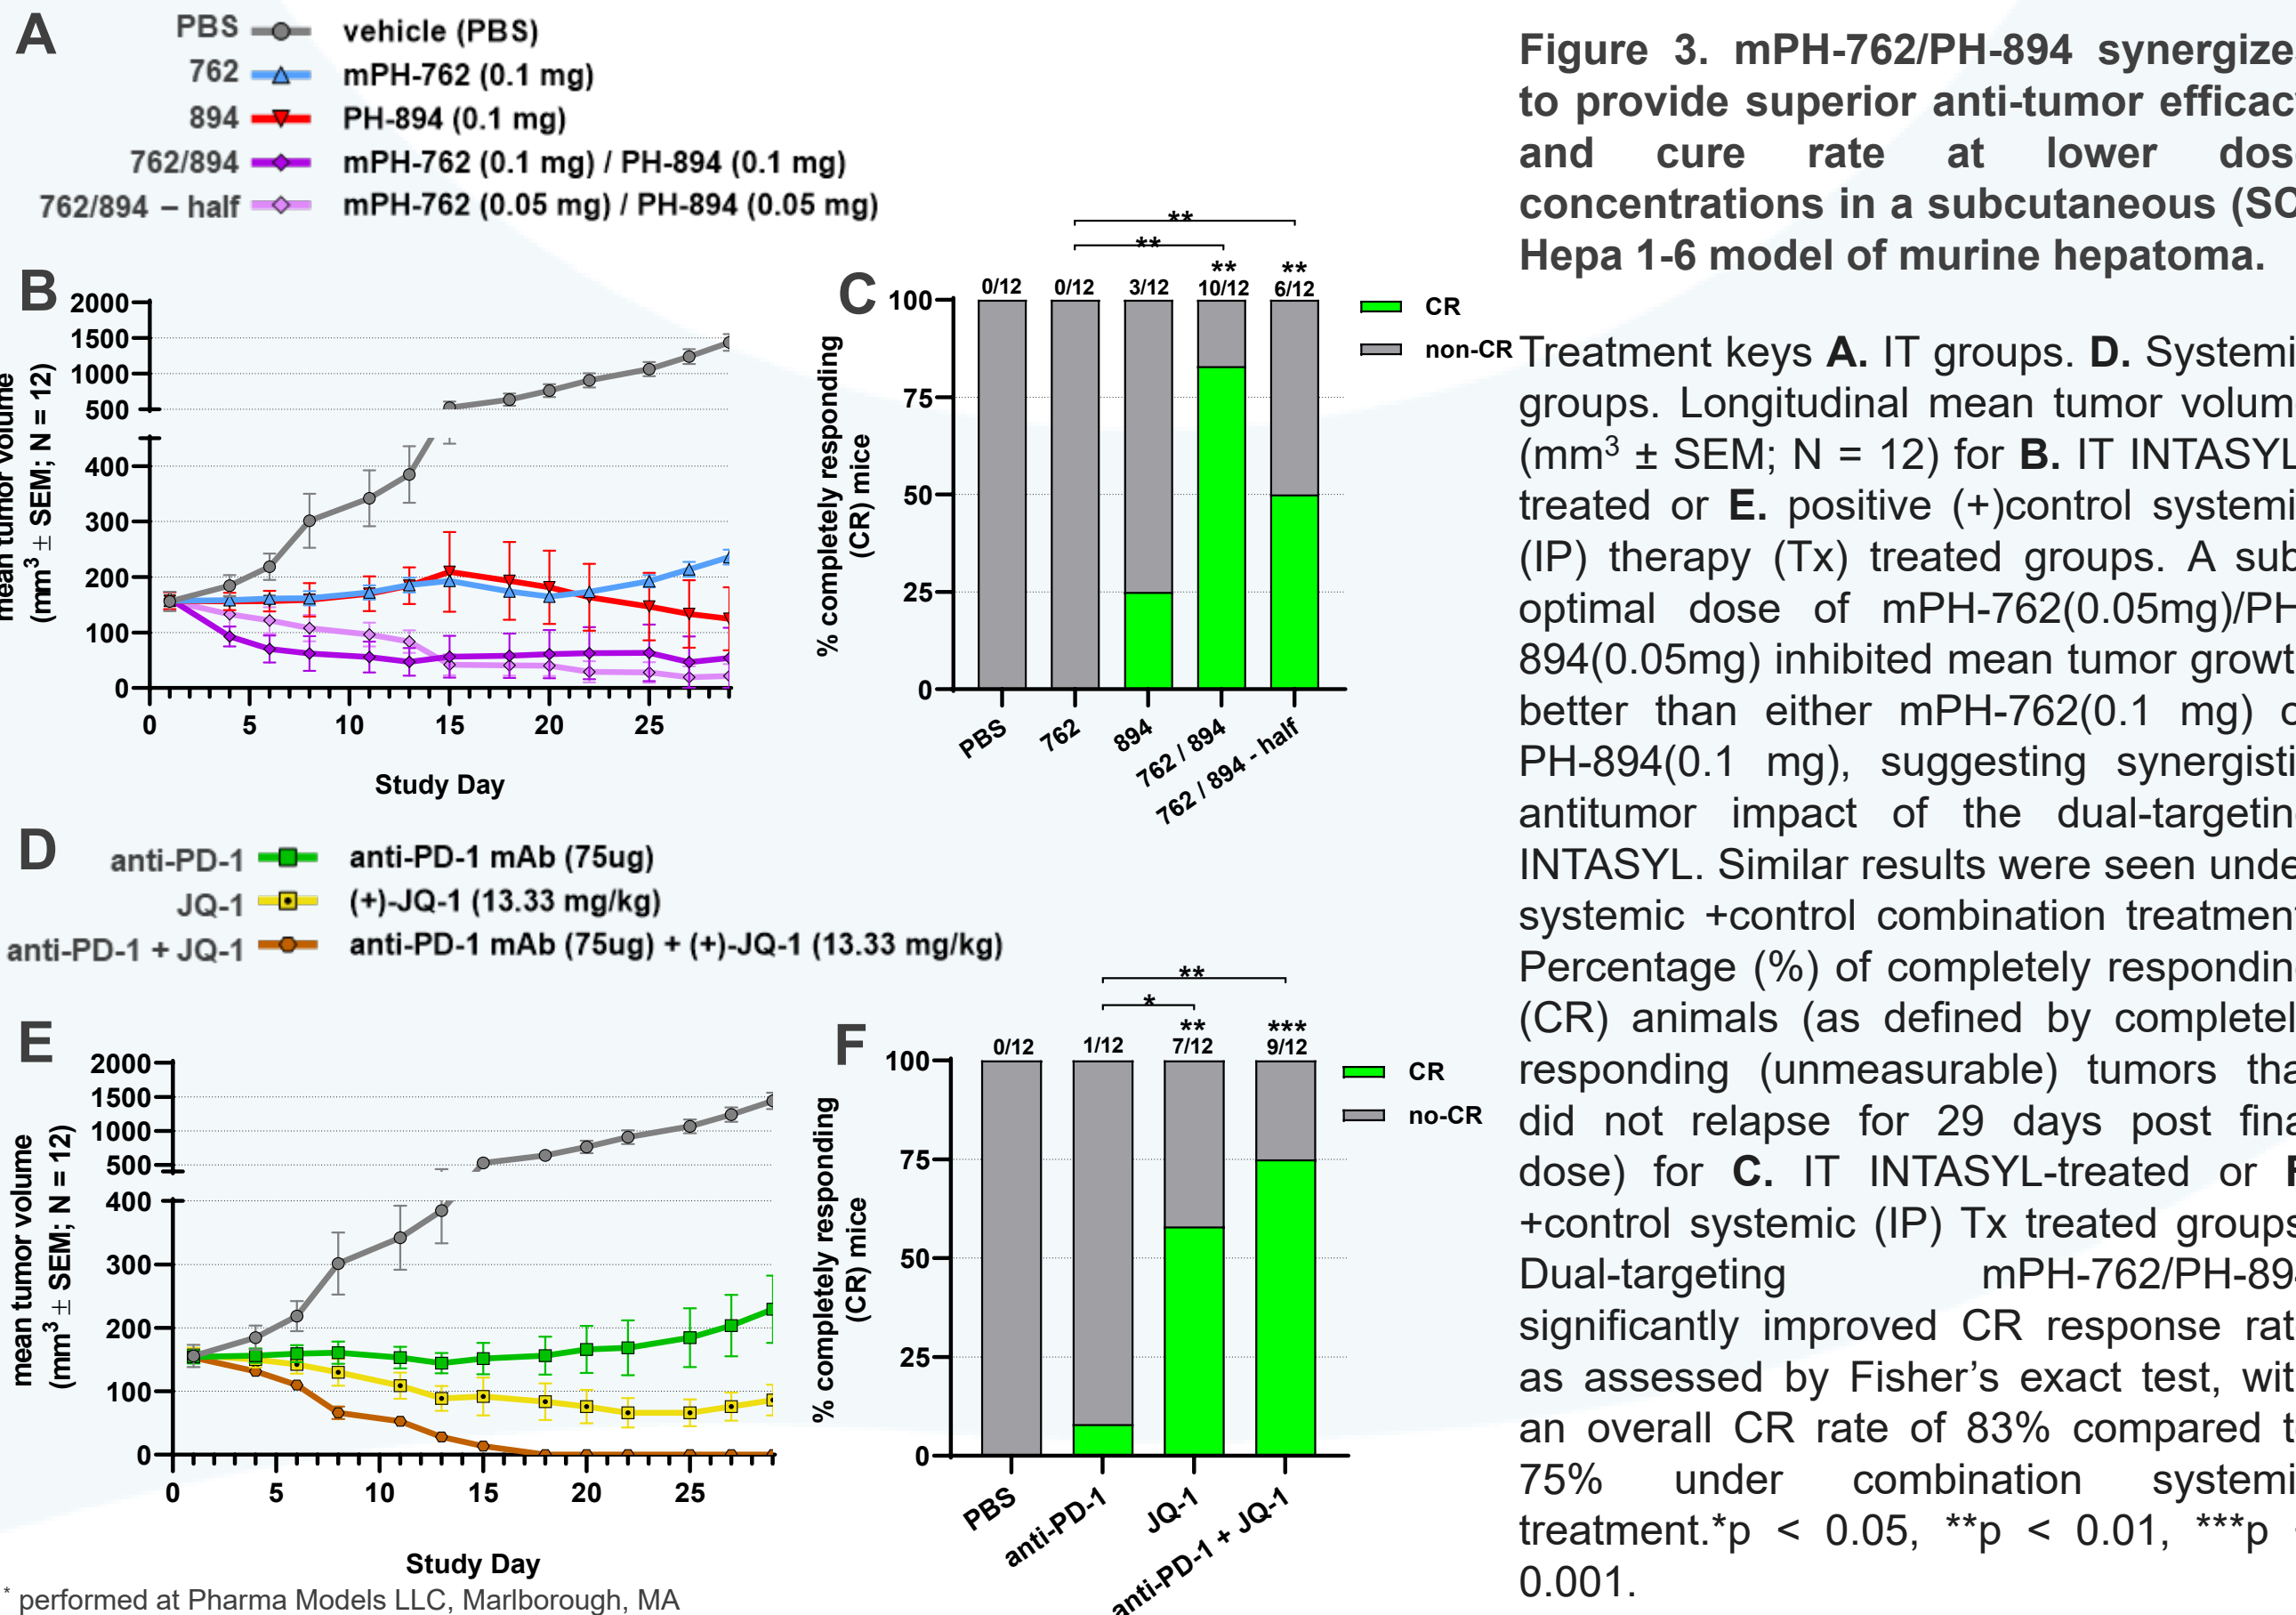 A
PBS vehicle (PBS)
762 mPH-762 (0.1 mg)
894 PH-894 (0.1 mg)
762/894 mPH-762 (0.1 mg) / PH-894 (0.1 mg)
762/894 – half mPH-762 (0.05 mg) / PH-894 (0.05 mg)
B
2000
1500
1000
500
400
300
200
100
0
mean tumor volume
(mm³ ± SEM; N = 12)
0 5 10 15 20 25
Study Day
C
** 
**
** **
0/12 0/12 3/12 10/12 6/12
100
75
50
25
0
% completely responding
(CR) mice
CR
non-CR
PBS 762 894 762 / 894 762 / 894 - half
D
anti-PD-1 anti-PD-1 mAb (75ug)
JQ-1 (+)-JQ-1 (13.33 mg/kg)
anti-PD-1 + JQ-1 anti-PD-1 mAb (75ug) + (+)-JQ-1 (13.33 mg/kg)
E
2000
1500
1000
500
400
300
200
100
0
mean tumor volume
(mm³ ± SEM; N = 12)
0 5 10 15 20 25
Study Day
F
**
*
** ***
0/12 1/12 7/12 9/12
100
75
50
25
0
% completely responding
(CR) mice
CR
no-CR
PBS anti-PD-1 JQ-1 anti-PD-1 + JQ-1
* performed at Pharma Models LLC, Marlborough, MA
Figure 3. mPH-762/PH-894 synergize
to provide superior anti-tumor efficac
and cure rate at lower dos
concentrations in a subcutaneous (SC
Hepa 1-6 model of murine hepatoma.
Treatment keys A. IT groups. D. Systemi
groups. Longitudinal mean tumor volum
(mm³ ± SEM; N = 12) for B. IT INTASYL
treated or E. positive (+)control systemi
(IP) therapy (Tx) treated groups. A sub
optimal dose of mPH-762(0.05mg)/PH
894(0.05mg) inhibited mean tumor growt
better than either mPH-762(0.1 mg) o
PH-894(0.1 mg), suggesting synergisti
antitumor impact of the dual-targetin
INTASYL. Similar results were seen unde
systemic +control combination treatment
Percentage (%) of completely respondin
(CR) animals (as defined by completel
responding (unmeasurable) tumors tha
did not relapse for 29 days post fina
dose) for C. IT INTASYL-treated or F
+control systemic (IP) Tx treated groups
Dual-targeting mPH-762/PH-89
significantly improved CR response rat
as assessed by Fisher’s exact test, wit
an overall CR rate of 83% compared t
75% under combination systemi
treatment.*p < 0.05, **p < 0.01, ***p <
0.001.